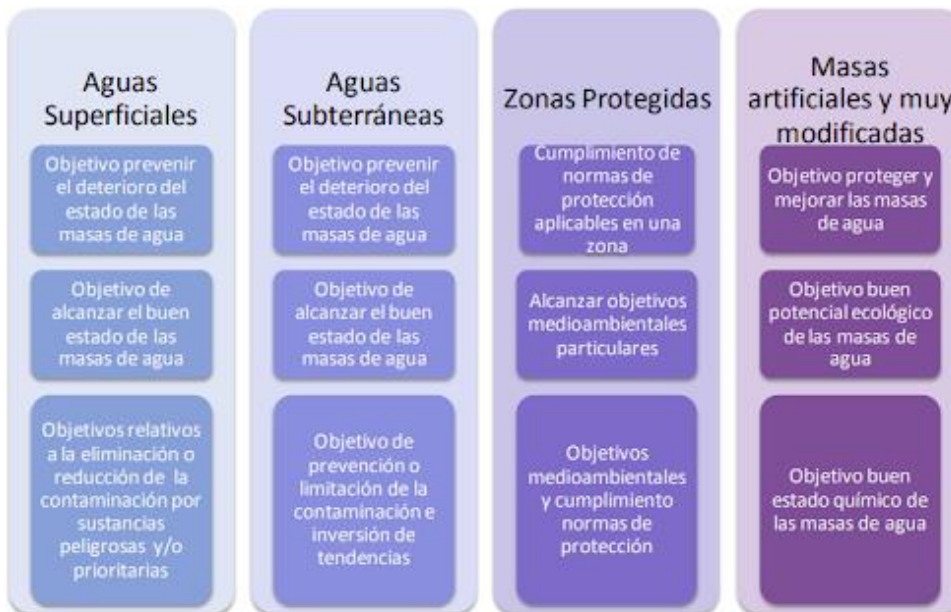 Aguas
Superficiales
Objetivo prevenir
el deterioro del
estado de las
masas de agua
Objetivo de
alcanzar el buen
estado de las
masas de agua
Objetivos relativos
a la eliminación o
reducción de la
contaminación por
sustancias
peligrosas y/o
prioritarias
Aguas
Subterráneas
Objetivo prevenir
el deterioro del
estado de las
masas de agua
Objetivo de
alcanzar el buen
estado de las
masas de agua
Objetivo de
prevención o
limitación de la
contaminación e
inversión de
tendencias
Zonas Protegidas
Cumplimiento de
normas de
protección
aplicables en una
zona
Alcanzar objetivos
medioambientales
particulares
Objetivos
medioambientales
y cumplimiento
normas de
protección
Masas
artificiales y muy
modificadas
Objetivo proteger y
mejorar las masas
de agua
Objetivo buen
potencial ecológico
de las masas de
agua
Objetivo buen
estado químico de
las masas de agua